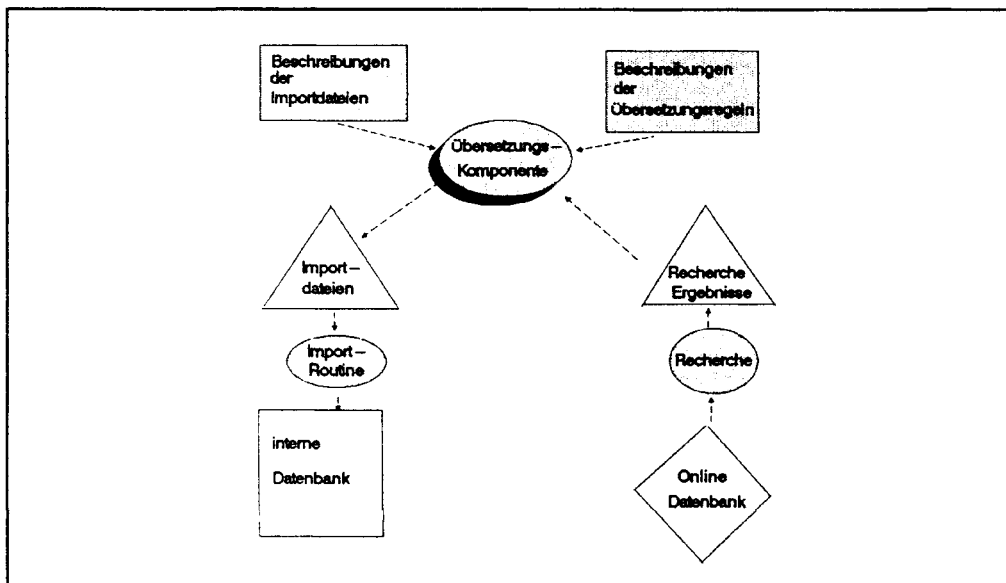 Beschreibungen
der
Importdateien
Beschreibungen
der
Übersetzungsregeln
Übersetzungs–
Komponente
Import–
dateien
Recherche
Ergebnisse
Import–
Routine
Recherche
interne
Datenbank
Online
Datenbank